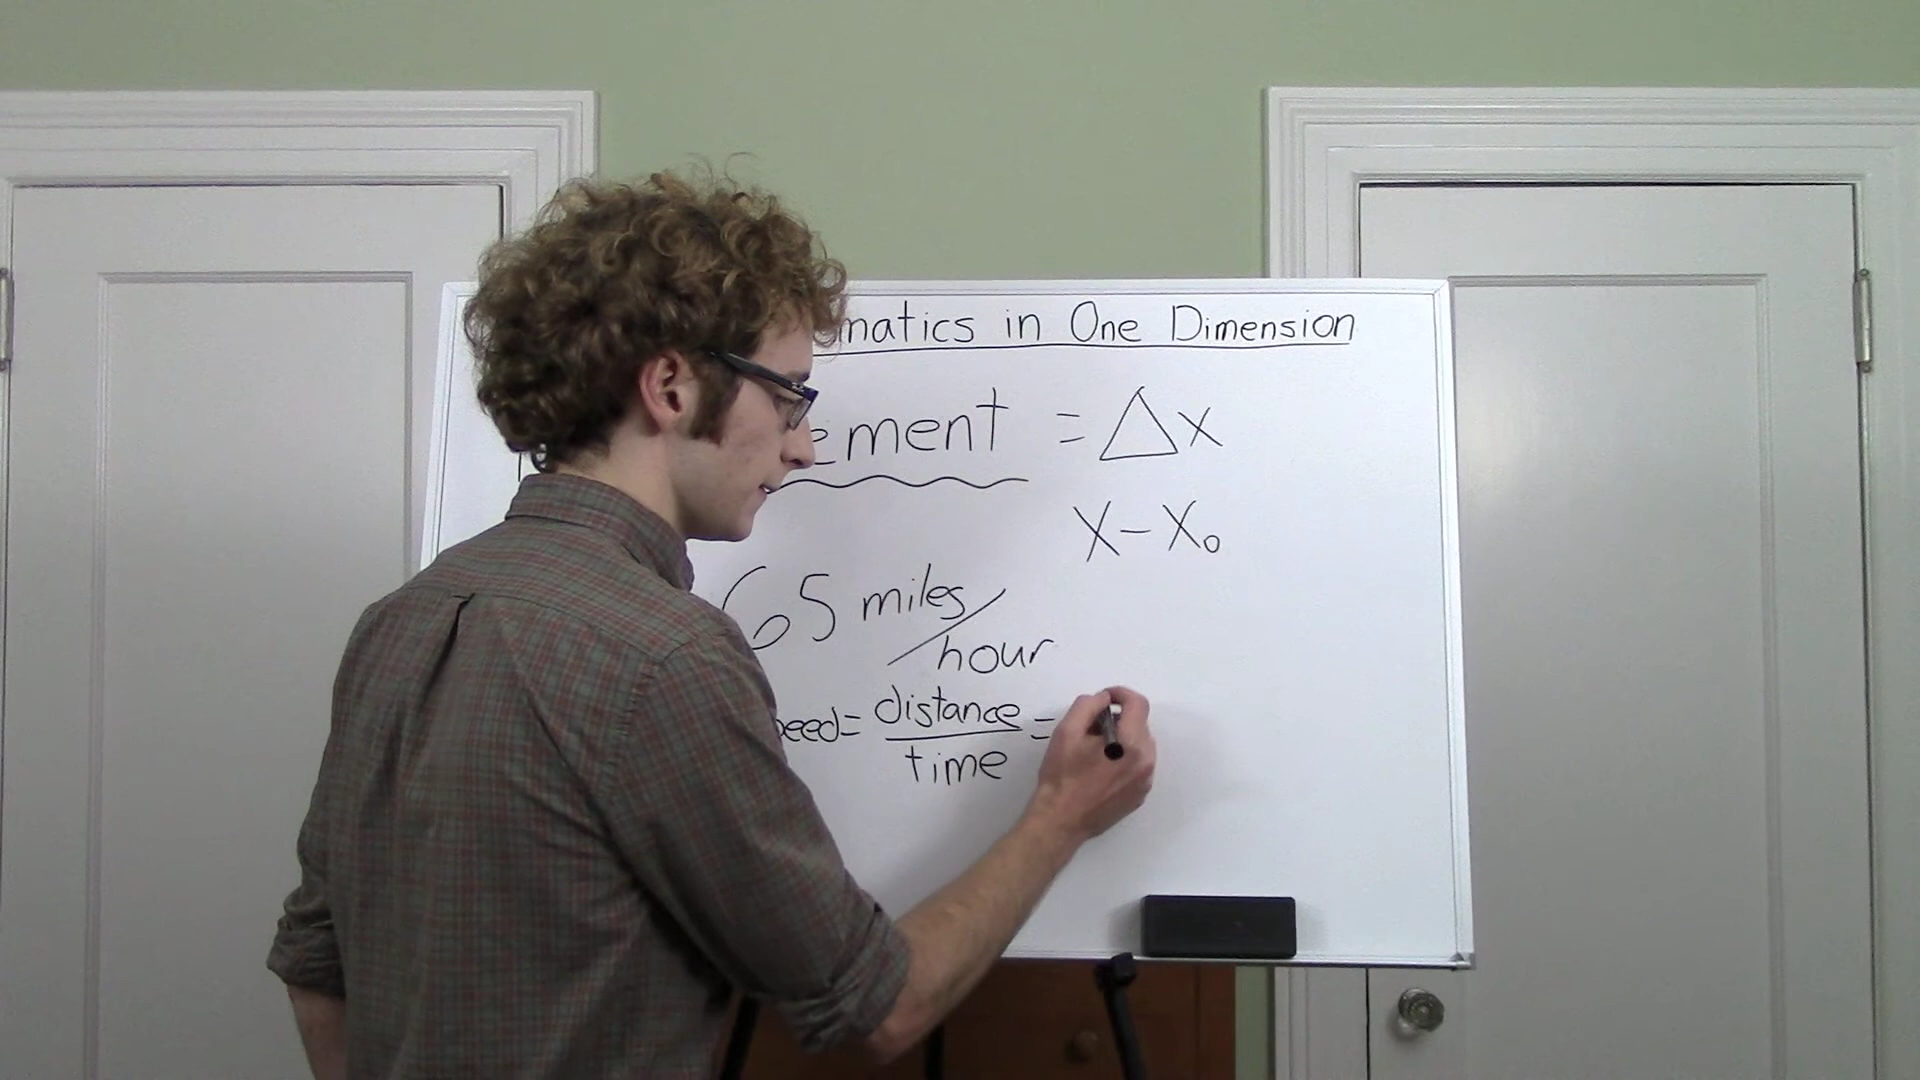 matics in One Dimension
ement = Δx
X - X₀
65 miles/hour
peed = distance/time =